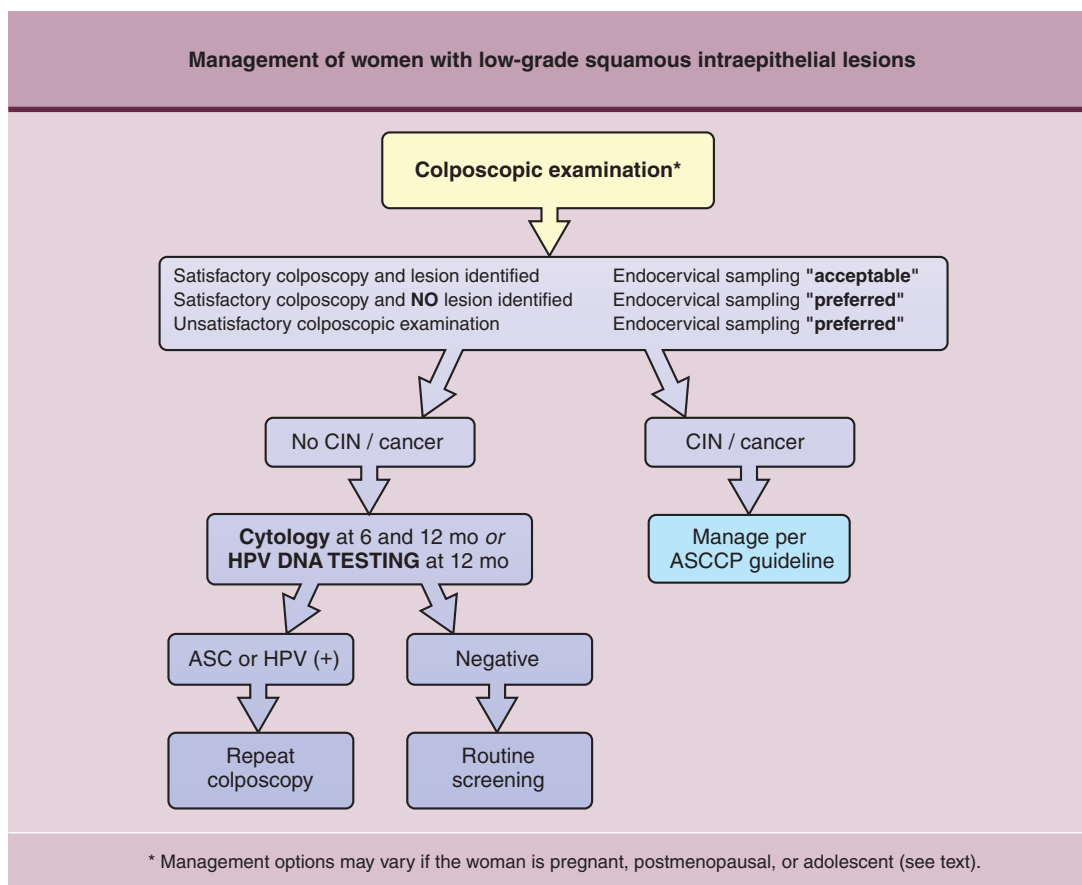 Management of women with low-grade squamous intraepithelial lesions
Colposcopic examination*
Satisfactory colposcopy and lesion identified Endocervical sampling "acceptable"
Satisfactory colposcopy and NO lesion identified Endocervical sampling "preferred"
Unsatisfactory colposcopic examination Endocervical sampling "preferred"
No CIN / cancer
CIN / cancer
Cytology at 6 and 12 mo or
HPV DNA TESTING at 12 mo
Manage per
ASCCP guideline
ASC or HPV (+)
Negative
Repeat
colposcopy
Routine
screening
* Management options may vary if the woman is pregnant, postmenopausal, or adolescent (see text).